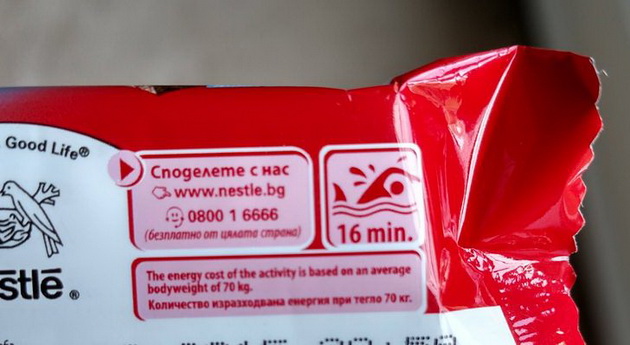 Good Life®
Споделете с нас
www.nestle.bg
0800 1 6666
(безплатно от цялата страна)
16 min.
The energy cost of the activity is based on an average
bodyweight of 70 kg.
Количество изразходвана енергия при тегло 70 кг.